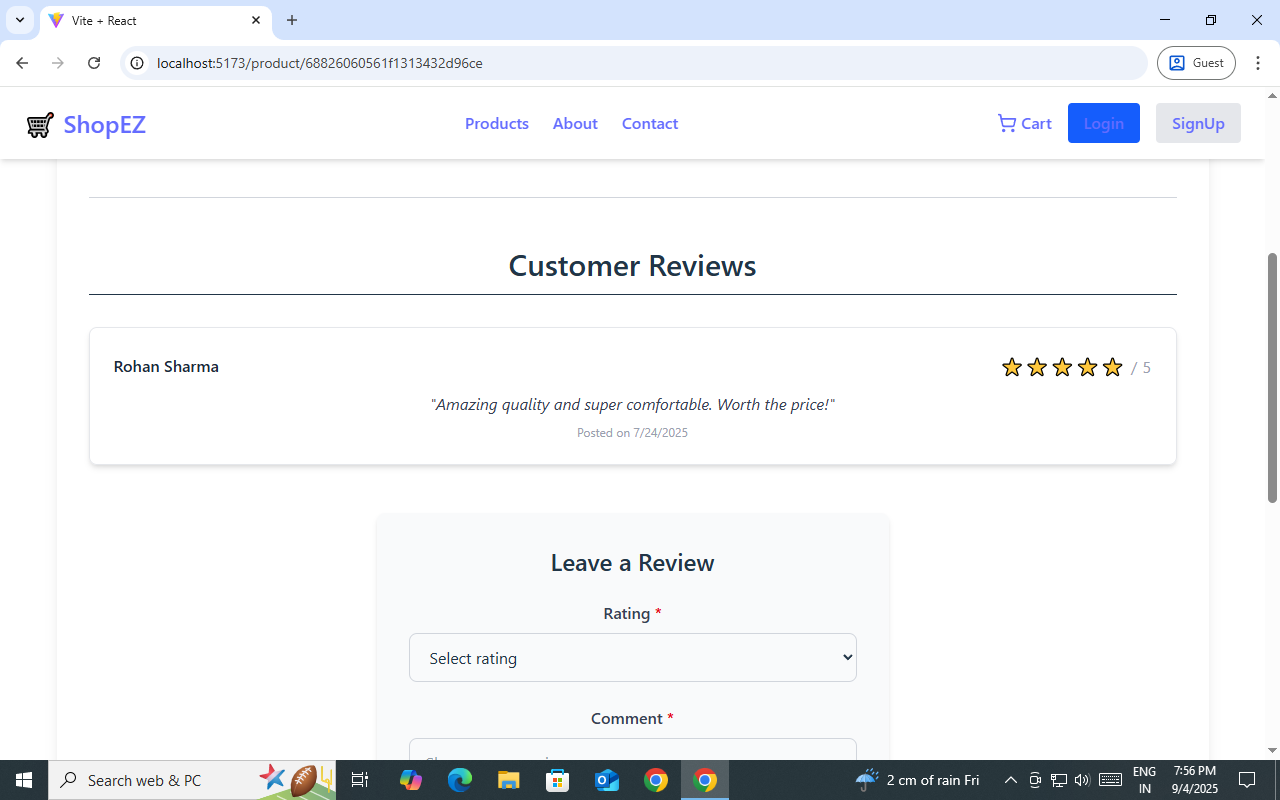 Vite + React
localhost:5173/product/68826060561f1313432d96ce
Guest
ShopEZ
Products
About
Contact
Cart
Login
SignUp
Customer Reviews
Rohan Sharma
/ 5
"Amazing quality and super comfortable. Worth the price!"
Posted on 7/24/2025
Leave a Review
Rating *
Select rating
Comment *
Search web & PC
2 cm of rain Fri
ENG
IN
7:56 PM
9/4/2025